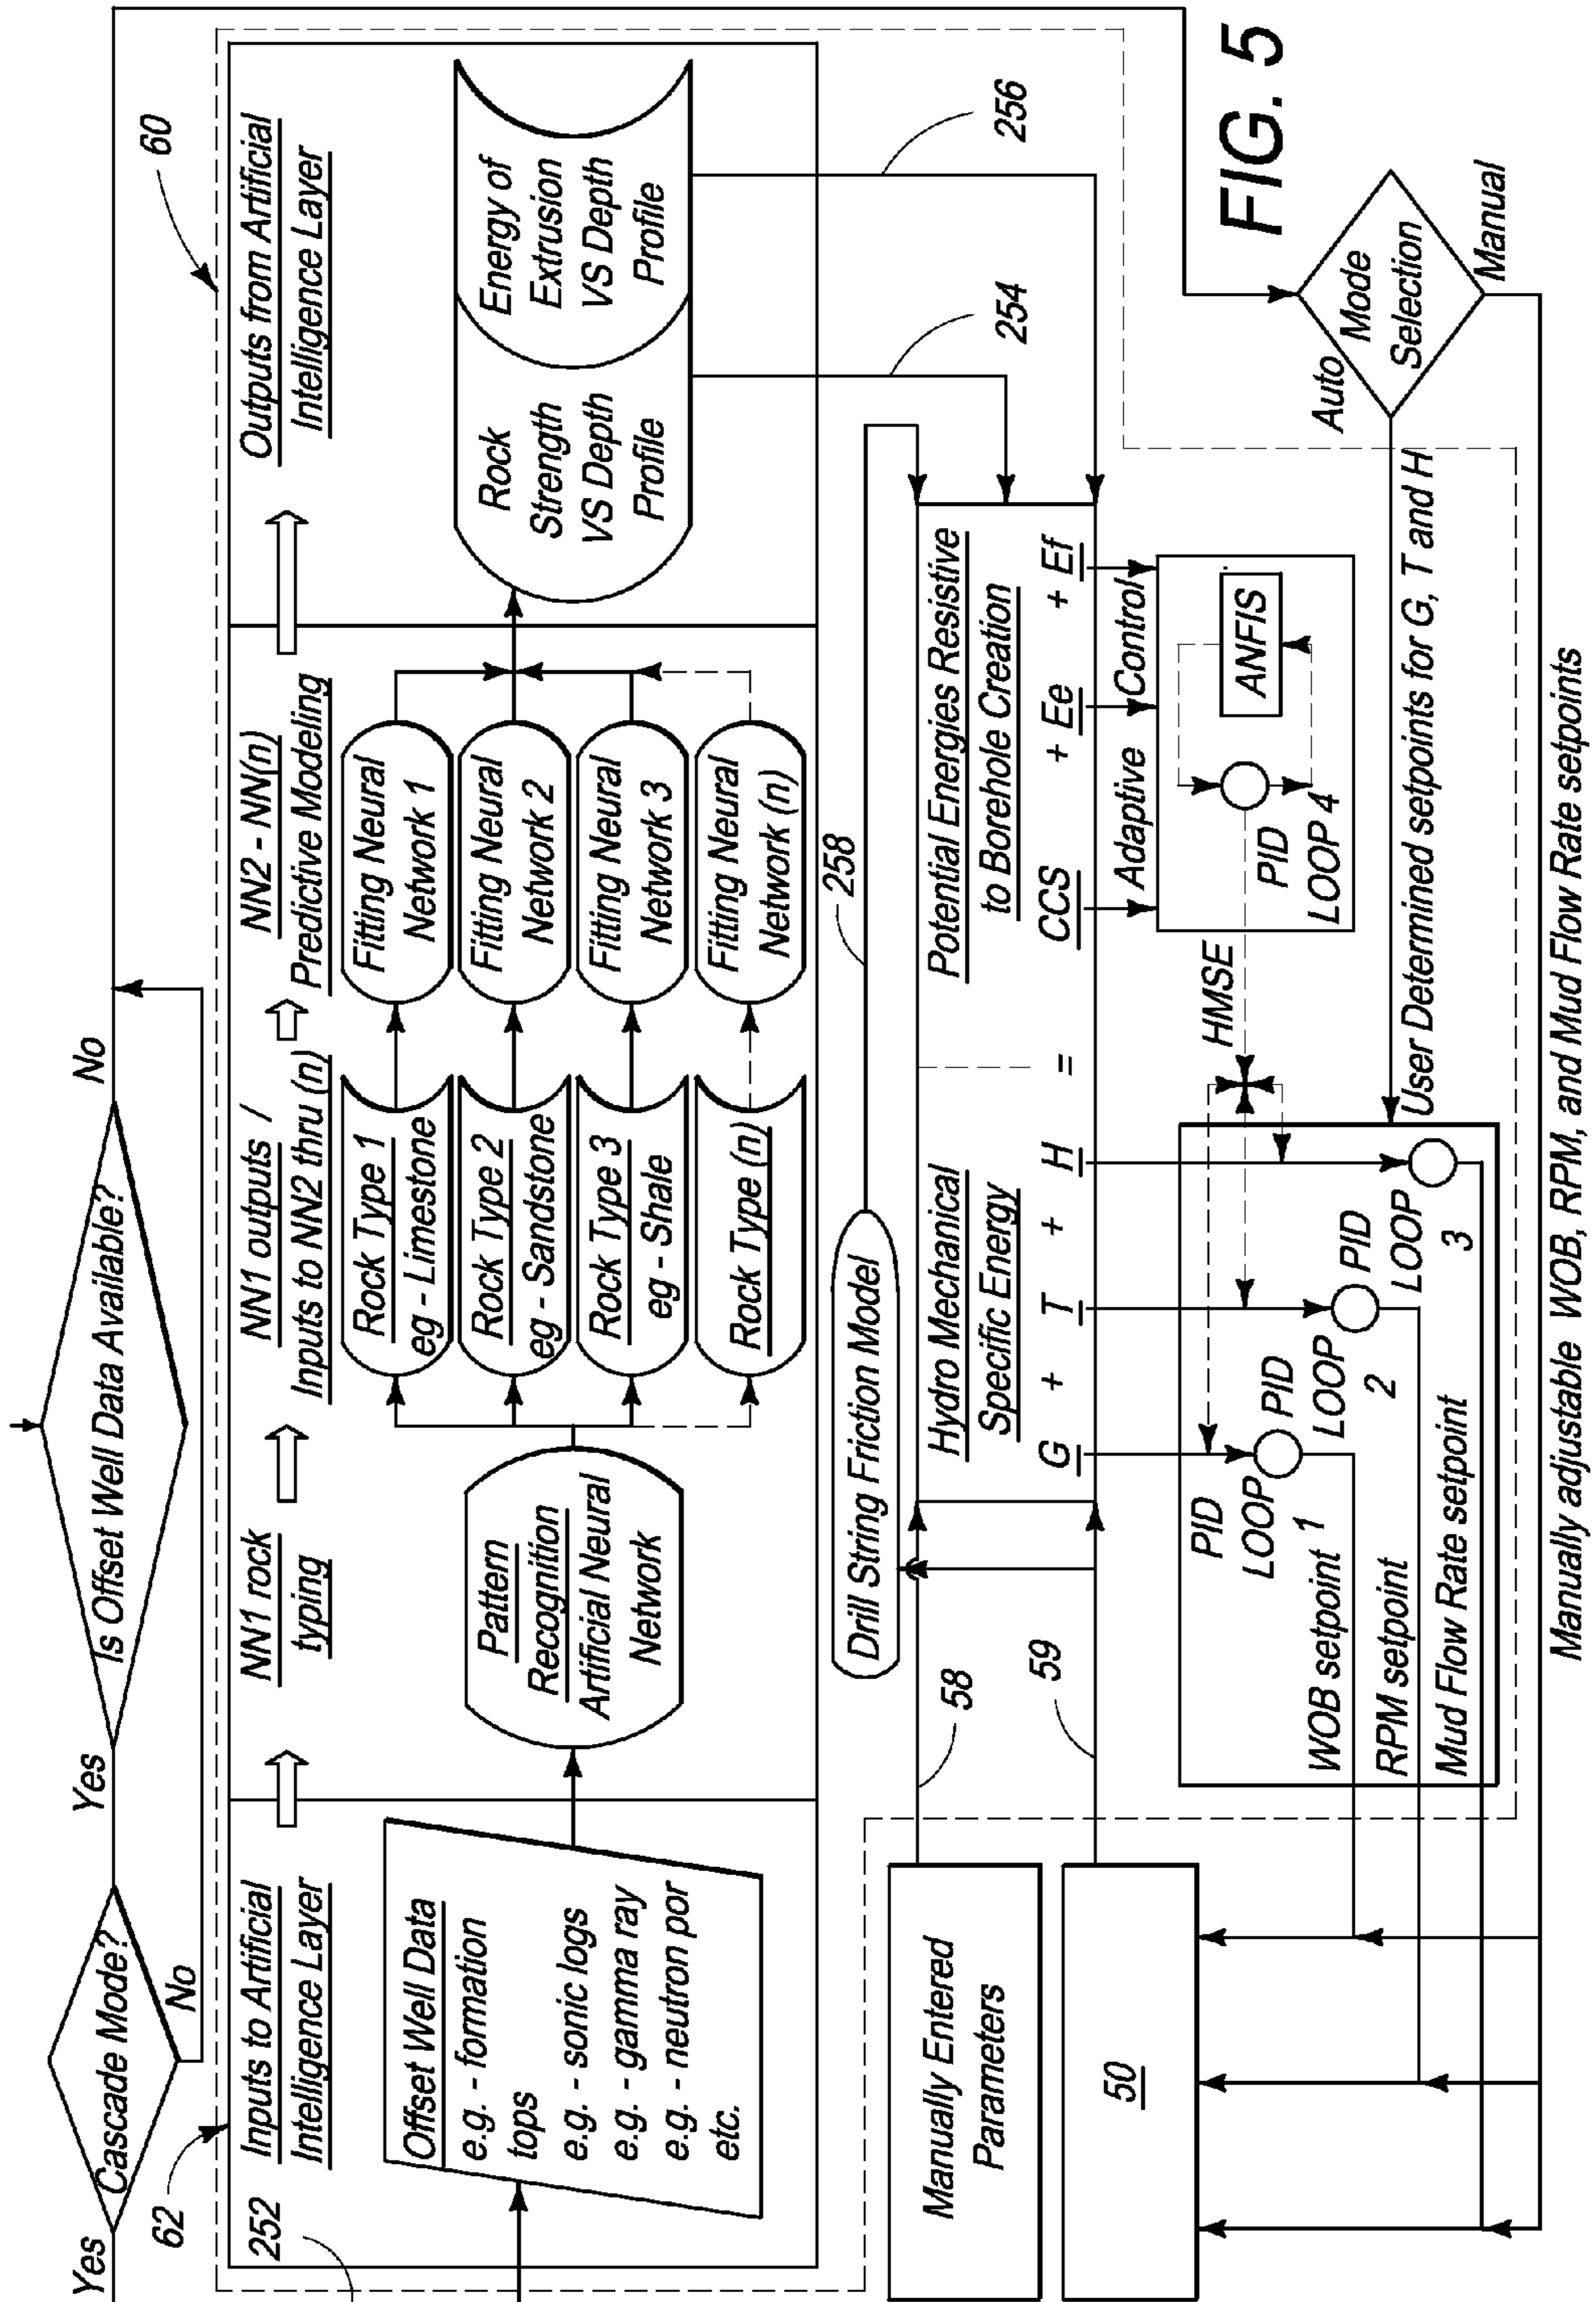 Is Offset Well Data Available?
No
Yes
Cascade Mode?
Yes
No
62
252
60
Inputs to Artificial
Intelligence Layer
NN1 rock
typing
NN1 outputs /
Inputs to NN2 thru (n)
NN2 - NN(n)
Predictive Modeling
Outputs from Artificial
Intelligence Layer
Offset Well Data
e.g. - formation
tops
e.g. - sonic logs
e.g. - gamma ray
e.g. - neutron por
etc.
Pattern
Recognition
Artificial Neural
Network
Rock Type 1
eg - Limestone
Rock Type 2
eg - Sandstone
Rock Type 3
eg - Shale
Rock Type (n)
Fitting Neural
Network 1
Fitting Neural
Network 2
Fitting Neural
Network 3
Fitting Neural
Network (n)
Rock
Strength
VS Depth
Profile
Energy of
Extrusion
VS Depth
Profile
254
256
258
Drill String Friction Model
Manually Entered
Parameters
58
50
59
Hydro Mechanical
Specific Energy
G + T + H =
Potential Energies Resistive
to Borehole Creation
CCS + Ee + Ef
Adaptive Control
ANFIS
PID
LOOP 4
HMSE
PID
LOOP
1
PID
LOOP
2
PID
LOOP
3
WOB setpoint
RPM setpoint
Mud Flow Rate setpoint
User Determined setpoints for G, T and H
Auto
Mode
Selection
Manual
Manually adjustable WOB, RPM, and Mud Flow Rate setpoints
FIG. 5